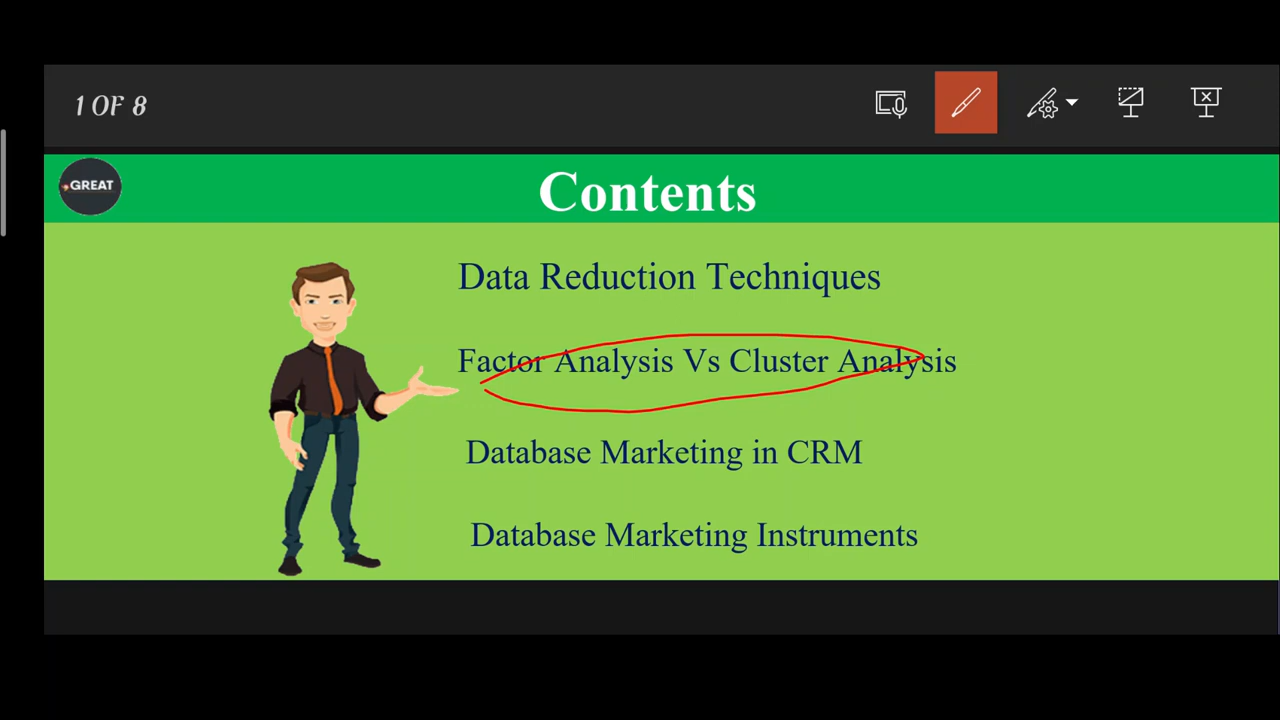 1 OF 8
GREAT
Contents
Data Reduction Techniques
Factor Analysis Vs Cluster Analysis
Database Marketing in CRM
Database Marketing Instruments